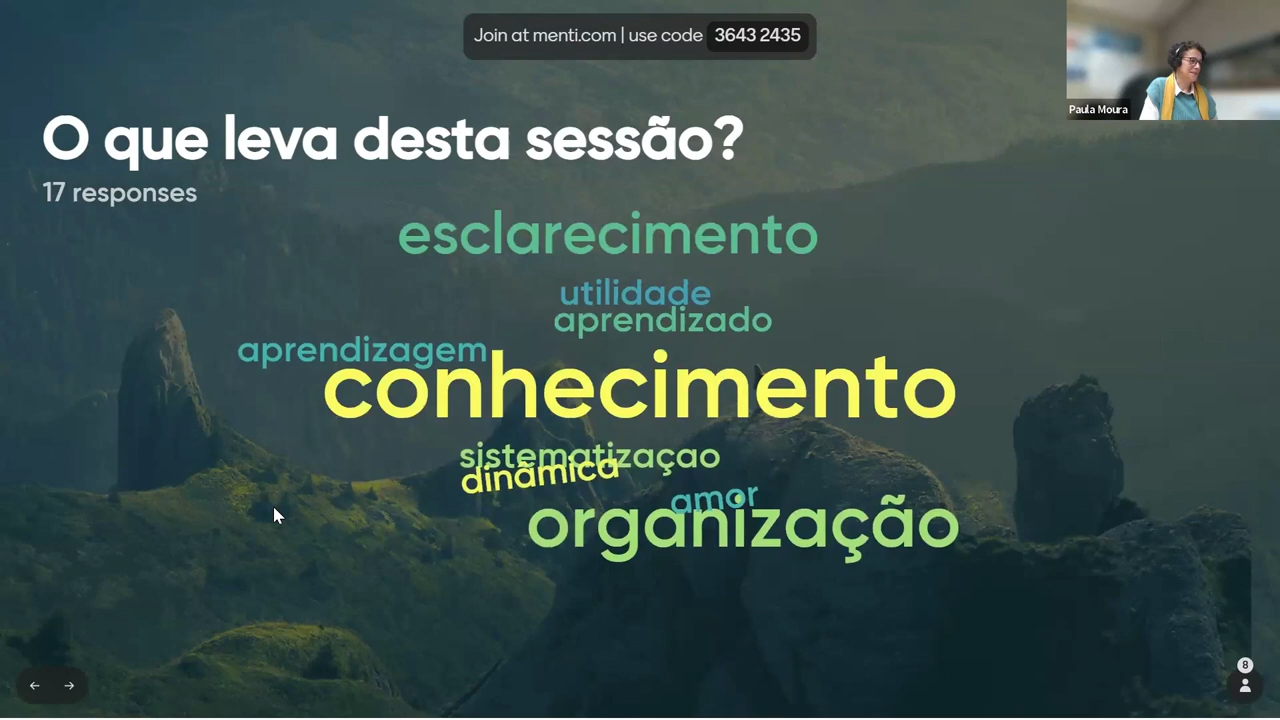 Join at menti.com | use code 3643 2435
Paula Moura
O que leva desta sessão?
17 responses
esclarecimento
utilidade
aprendizado
aprendizagem
conhecimento
sistematizaçao
dinâmica
amor
organização
8